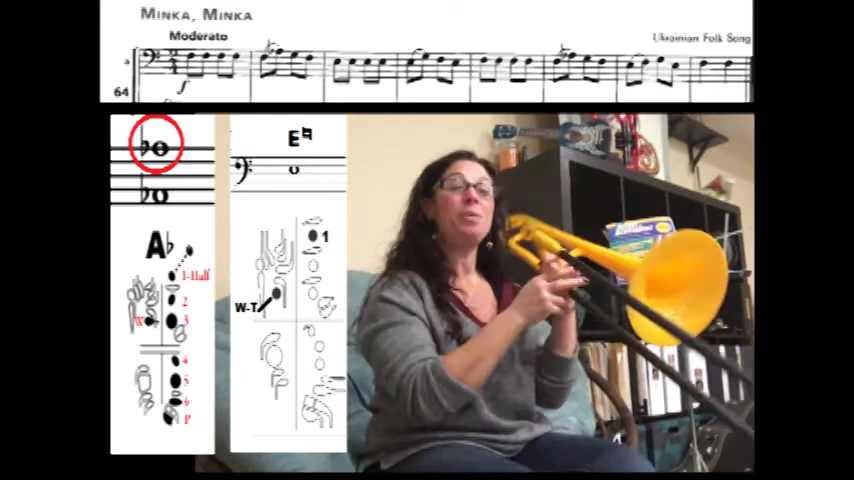 MINKA, MINKA
Moderato
Ukrainian Folk Song
a
64
f
E♮
A♭
1-Half
2
W
3
4
5
6
P
1
W-T